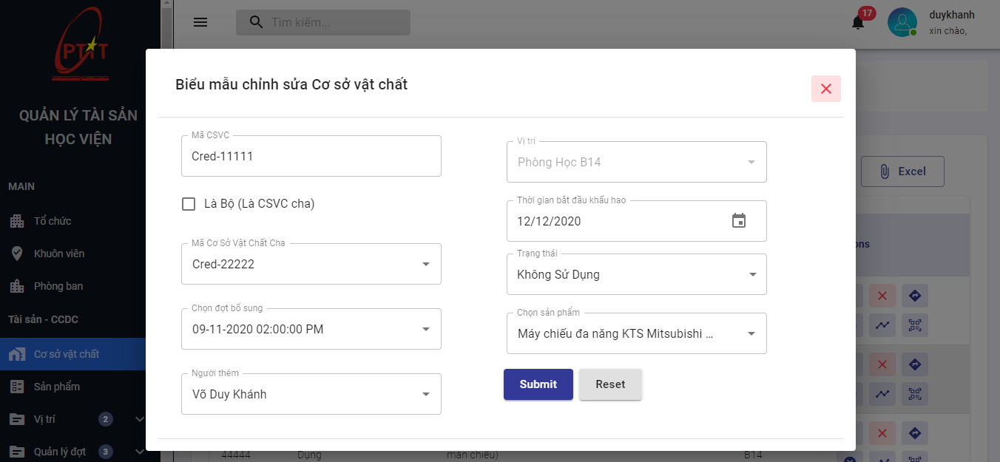 PTIT
QUẢN LÝ TÀI SẢN
HỌC VIỆN
MAIN
Tổ chức
Khuôn viên
Phòng ban
Tài sản - CCDC
Cơ sở vật chất
Sản phẩm
Vị trí 2
Quản lý đợt 3
Tìm kiếm...
17
duykhanh
xin chào,
Biểu mẫu chỉnh sửa Cơ sở vật chất
Mã CSVC
Cred-11111
Là Bộ (Là CSVC cha)
Mã Cơ Sở Vật Chất Cha
Cred-22222
Chọn đợt bổ sung
09-11-2020 02:00:00 PM
Người thêm
Võ Duy Khánh
Vị trí
Phòng Học B14
Thời gian bắt đầu khấu hao
12/12/2020
Trạng thái
Không Sử Dụng
Chọn sản phẩm
Máy chiếu đa năng KTS Mitsubishi ...
Submit
Reset
Excel
ons
44444 Dụng màn chiếu) B14